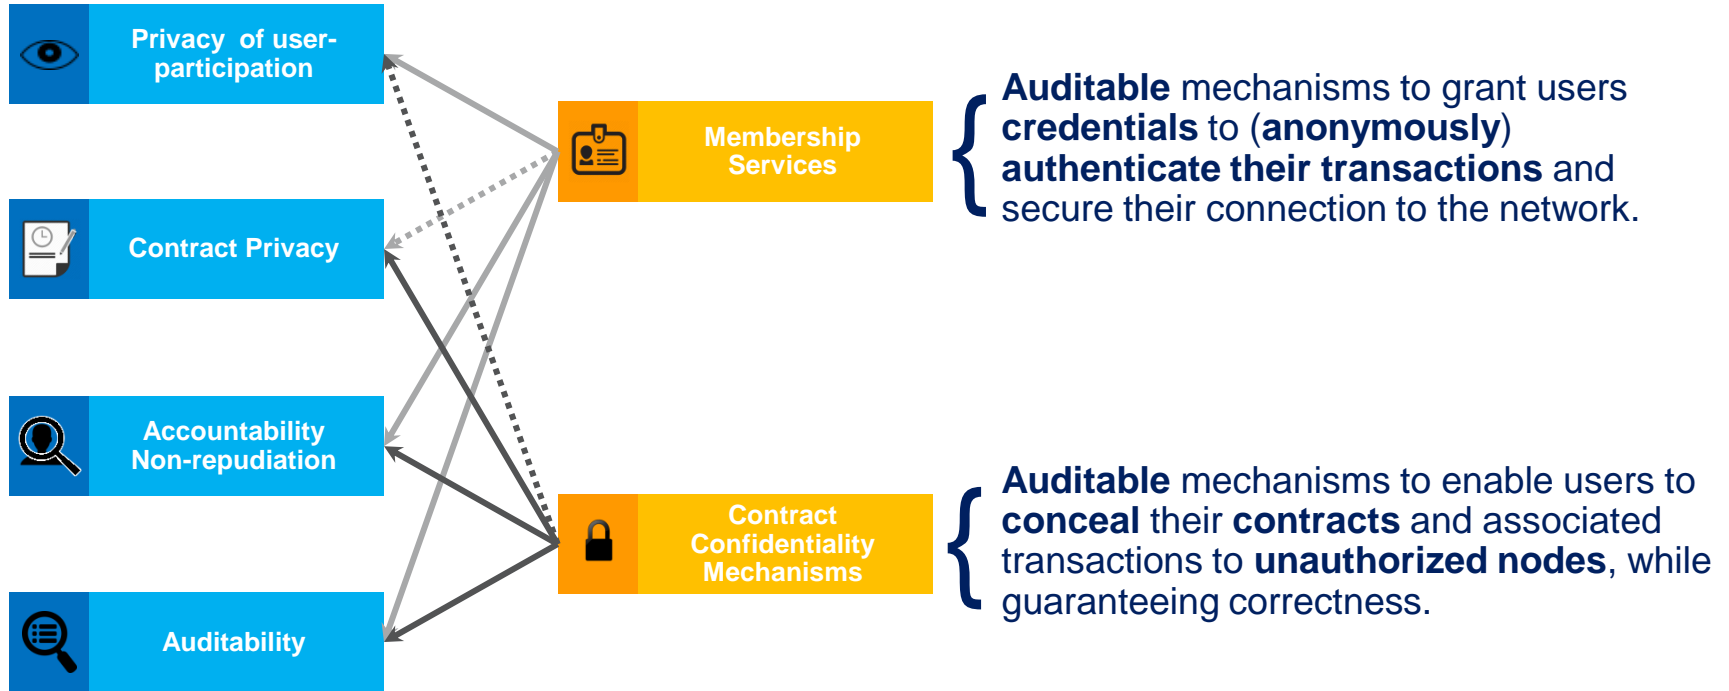 Privacy of user-
participation
Contract Privacy
Accountability
Non-repudiation
Auditability
Membership
Services
Contract
Confidentiality
Mechanisms
Auditable mechanisms to grant users
credentials to (anonymously)
authenticate their transactions and
secure their connection to the network.
Auditable mechanisms to enable users to
conceal their contracts and associated
transactions to unauthorized nodes, while
guaranteeing correctness.